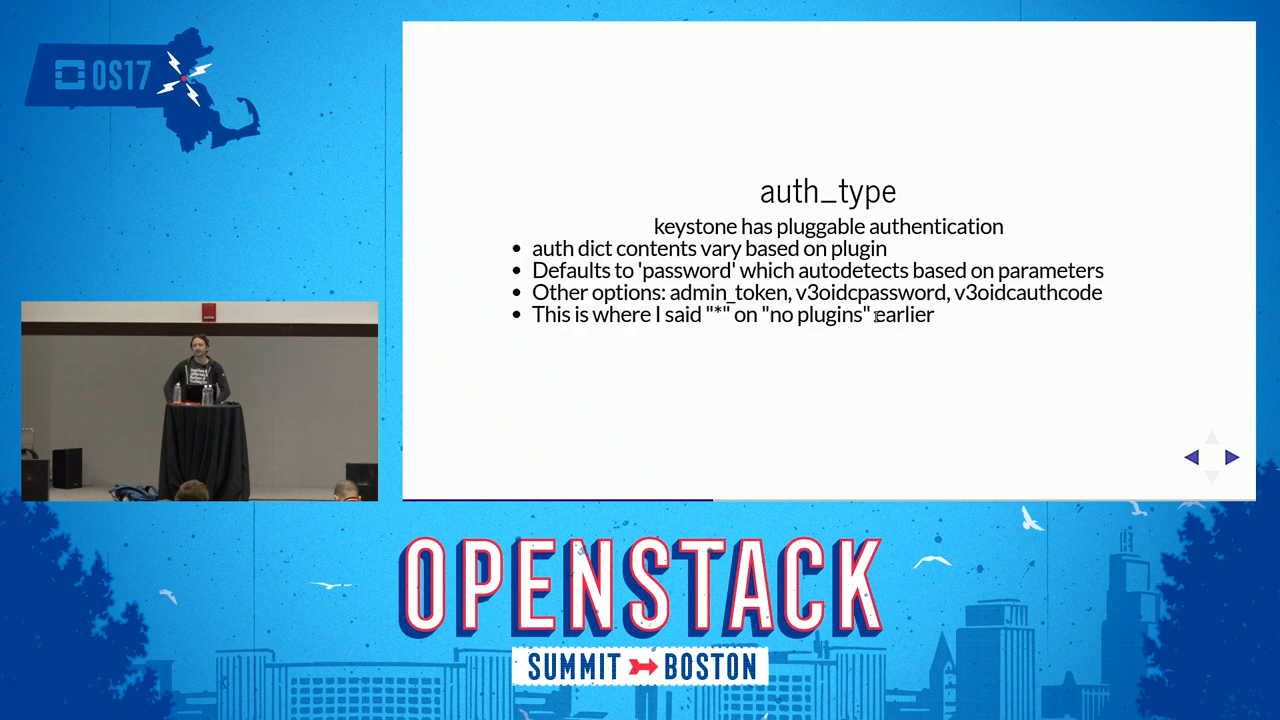 OS17
auth_type
keystone has pluggable authentication
• auth dict contents vary based on plugin
• Defaults to 'password' which autodetects based on parameters
• Other options: admin_token, v3oidcpassword, v3oidcauthcode
• This is where I said "*" on "no plugins" earlier
OPENSTACK
SUMMIT BOSTON